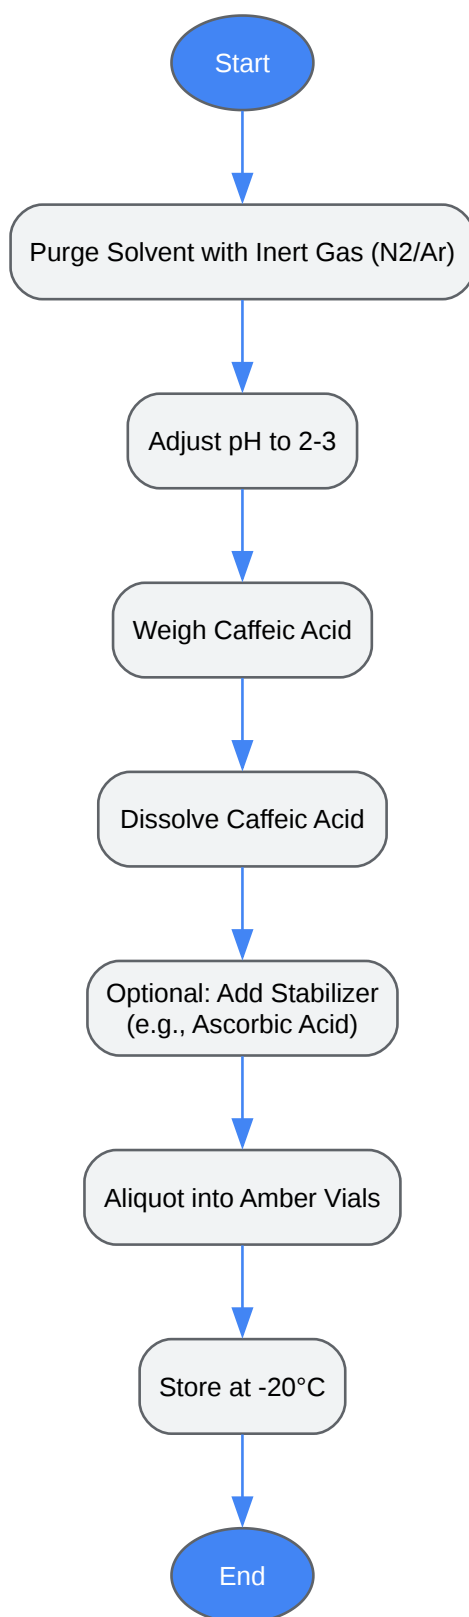 Start
Purge Solvent with Inert Gas (N2/Ar)
Adjust pH to 2-3
Weigh Caffeic Acid
Dissolve Caffeic Acid
Optional: Add Stabilizer
(e.g., Ascorbic Acid)
Aliquot into Amber Vials
Store at -20°C
End